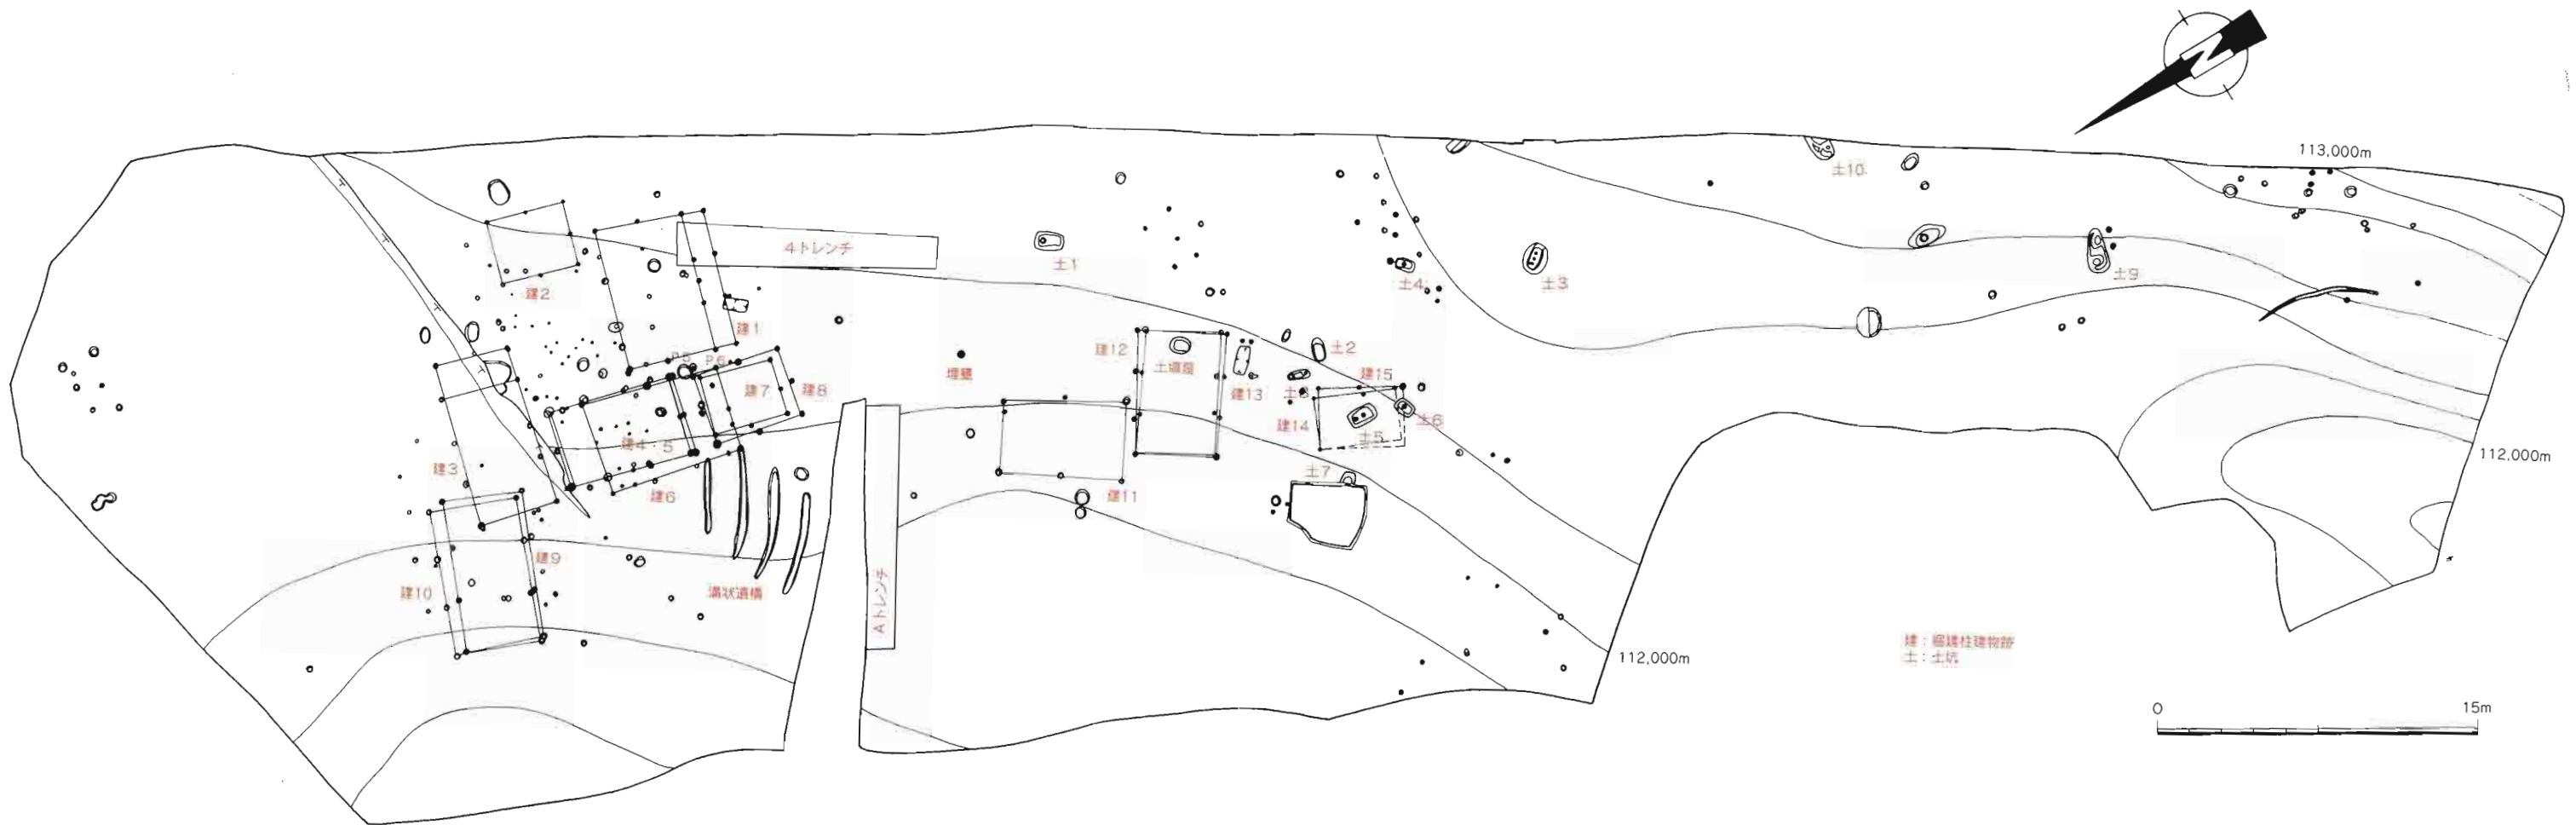 N
113,000m
土10
4トレンチ
土1
土9
土4
土3
建2
建1
建12
土墳墓
土2
P5
P6
建15
建7
建8
埋甕
建13
土8
土6
建14
土5
建4・5
112,000m
建3
土7
建6
建11
建9
建10
溝状遺構
Aトレンチ
建:掘建柱建物跡
土:土坑
112,000m
0
15m